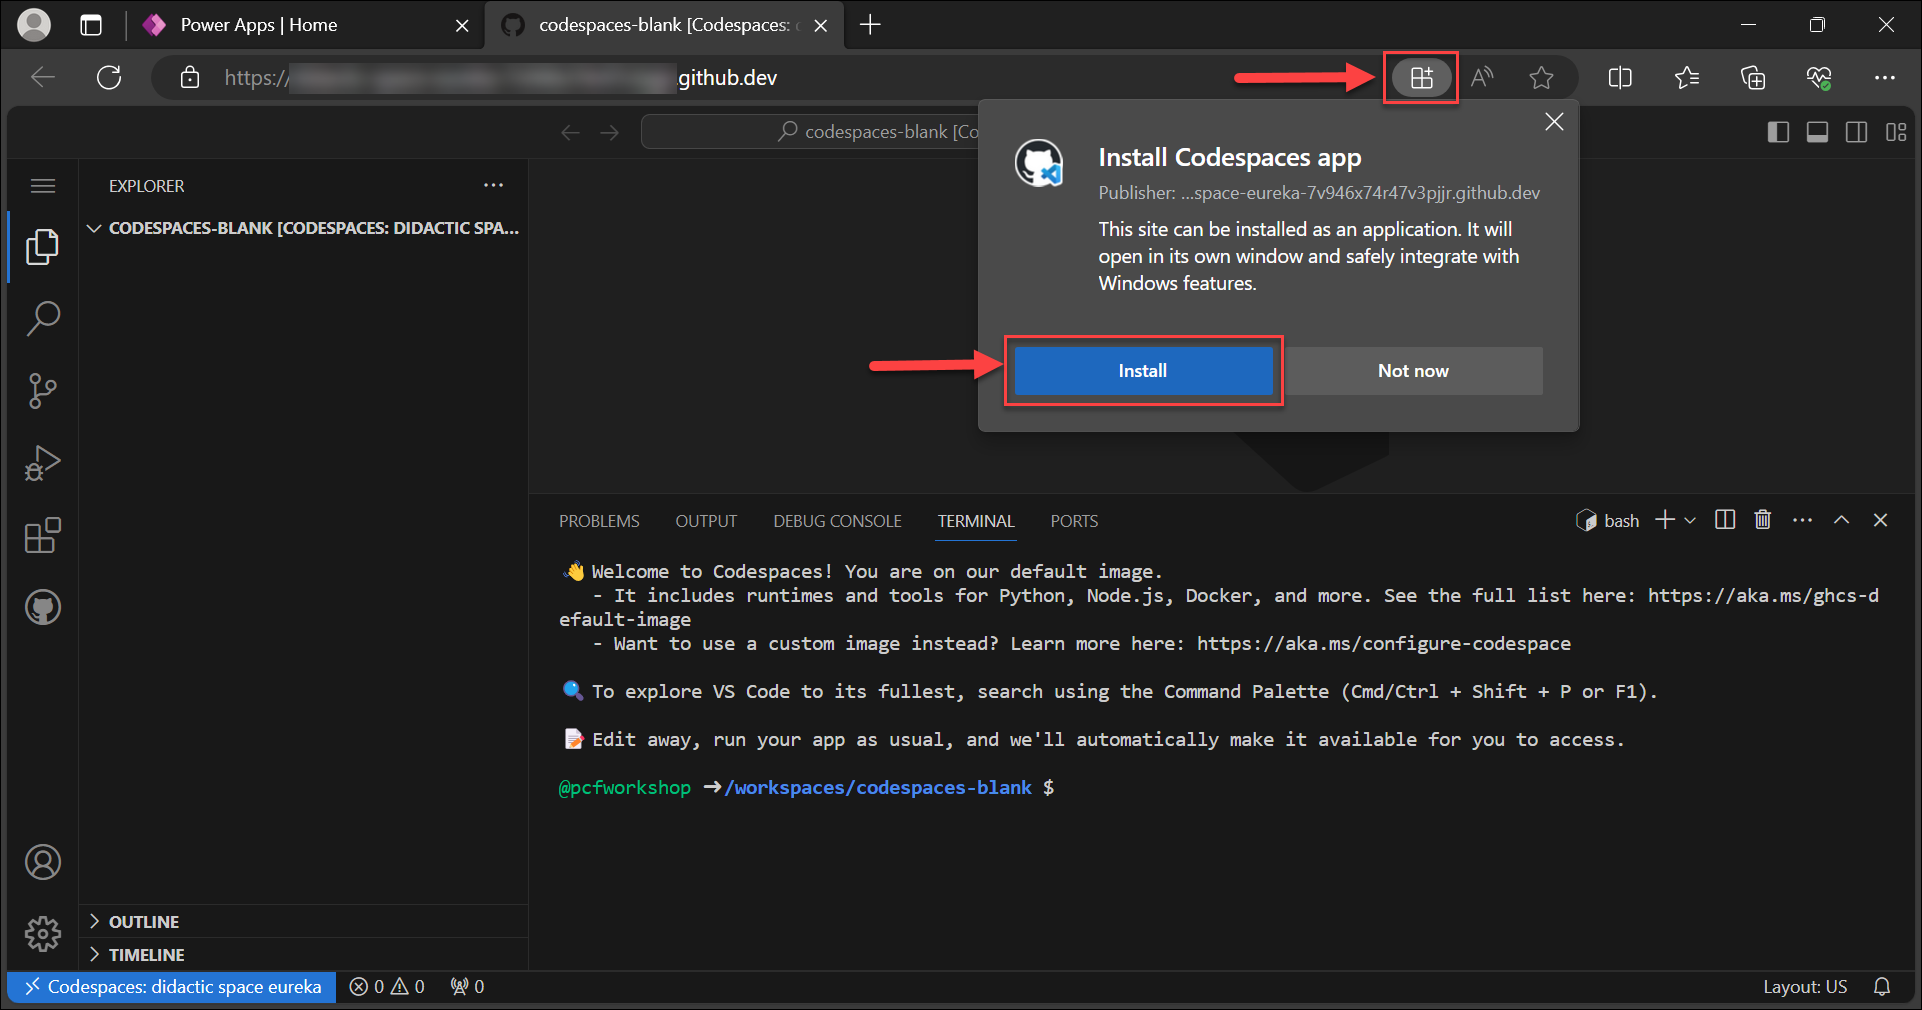 Power Apps | Home
codespaces-blank [Codespaces:
https://
.github.dev
codespaces-blank [Co
Install Codespaces app
Publisher: ...space-eureka-7v946x74r47v3pjjr.github.dev
This site can be installed as an application. It will
open in its own window and safely integrate with
Windows features.
Install
Not now
EXPLORER
CODESPACES-BLANK [CODESPACES: DIDACTIC SPA...
PROBLEMS
OUTPUT
DEBUG CONSOLE
TERMINAL
PORTS
bash
👋 Welcome to Codespaces! You are on our default image.
- It includes runtimes and tools for Python, Node.js, Docker, and more. See the full list here: https://aka.ms/ghcs-d
efault-image
- Want to use a custom image instead? Learn more here: https://aka.ms/configure-codespace
🔍 To explore VS Code to its fullest, search using the Command Palette (Cmd/Ctrl + Shift + P or F1).
📝 Edit away, run your app as usual, and we'll automatically make it available for you to access.
@pcfworkshop ➜ /workspaces/codespaces-blank $
OUTLINE
TIMELINE
Codespaces: didactic space eureka
0
0
0
Layout: US